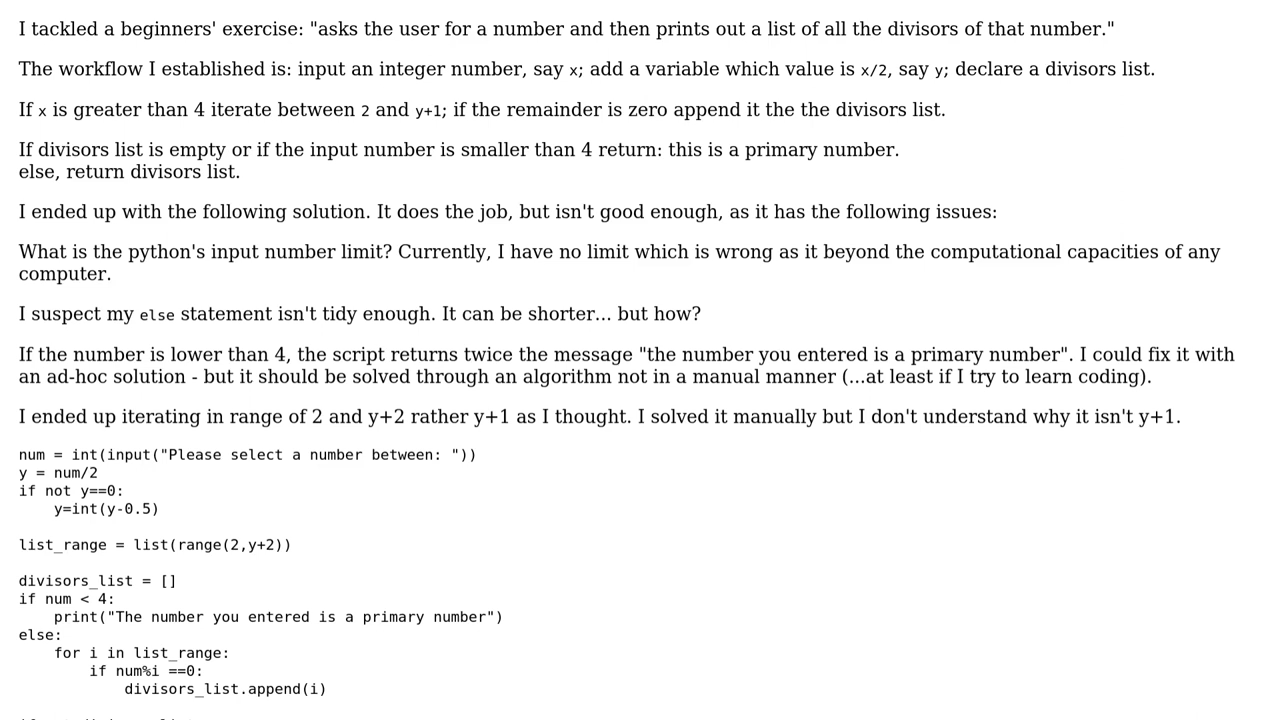 I tackled a beginners' exercise: "asks the user for a number and then prints out a list of all the divisors of that number."
The workflow I established is: input an integer number, say x; add a variable which value is x/2, say y; declare a divisors list.
If x is greater than 4 iterate between 2 and y+1; if the remainder is zero append it the the divisors list.
If divisors list is empty or if the input number is smaller than 4 return: this is a primary number.
else, return divisors list.
I ended up with the following solution. It does the job, but isn't good enough, as it has the following issues:
What is the python's input number limit? Currently, I have no limit which is wrong as it beyond the computational capacities of any
computer.
I suspect my else statement isn't tidy enough. It can be shorter... but how?
If the number is lower than 4, the script returns twice the message "the number you entered is a primary number". I could fix it with
an ad-hoc solution - but it should be solved through an algorithm not in a manual manner (...at least if I try to learn coding).
I ended up iterating in range of 2 and y+2 rather y+1 as I thought. I solved it manually but I don't understand why it isn't y+1.
num = int(input("Please select a number between: "))
y = num/2
if not y==0:
    y=int(y-0.5)
list_range = list(range(2,y+2))
divisors_list = []
if num < 4:
    print("The number you entered is a primary number")
else:
    for i in list_range:
        if num%i ==0:
            divisors_list.append(i)